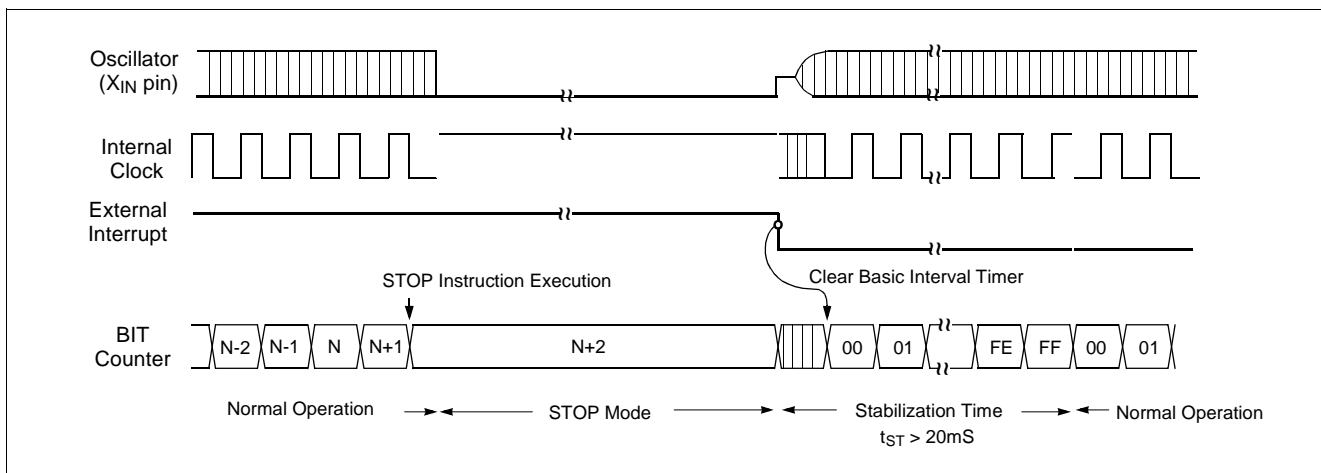 Oscillator
(XIN pin)
Internal
Clock
External
Interrupt
STOP Instruction Execution
Clear Basic Interval Timer
BIT
Counter
N-2 N-1 N N+1 N+2 00 01 FE FF 00 01
Normal Operation STOP Mode Stabilization Time Normal Operation
tST > 20mS